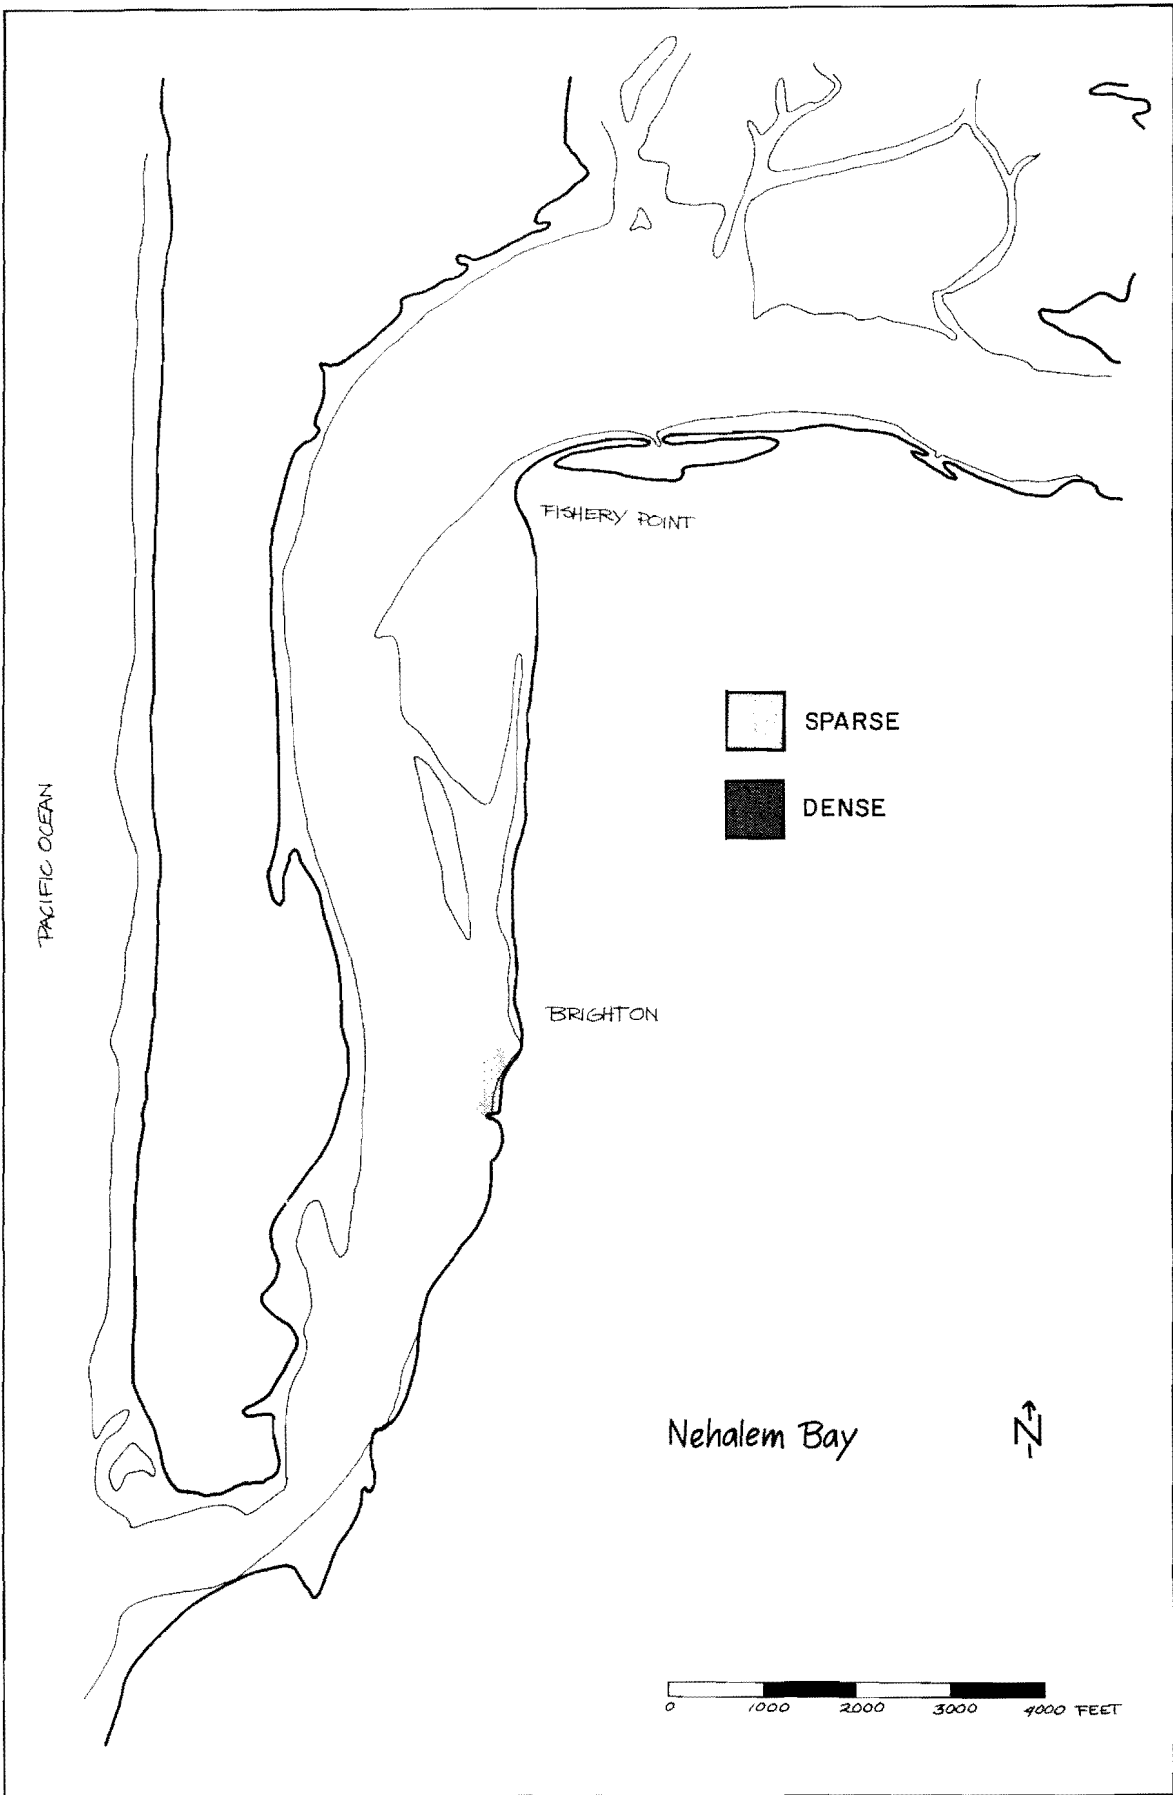 FISHERY POINT
SPARSE
DENSE
PACIFIC OCEAN
BRIGHTON
Nehalem Bay
N
0 1000 2000 3000 4000 FEET